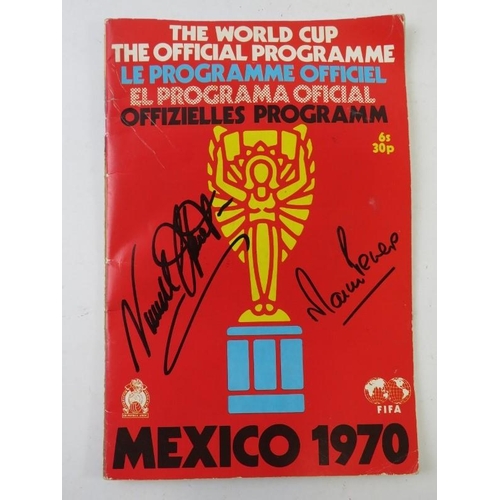 THE WORLD CUP
THE OFFICIAL PROGRAMME
LE PROGRAMME OFFICIEL
EL PROGRAMA OFICIAL
OFFIZIELLES PROGRAMM
6s
30p
FIFA
MEXICO 1970